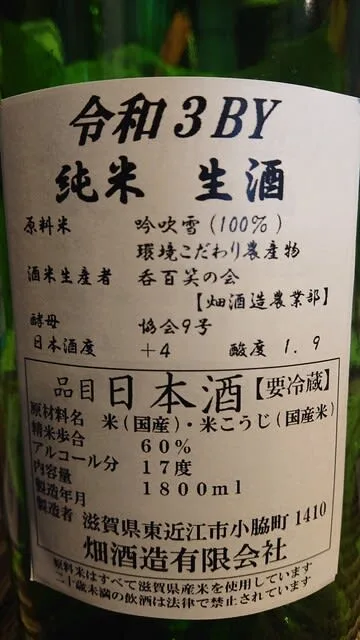 令和3BY
純米 生酒
原料米 吟吹雪(100%)
環境こだわり農産物
酒米生産者 呑百笑の会
【畑酒造農業部】
酵母 協会9号
日本酒度 +4 酸度 1.9
品目 日本酒【要冷蔵】
原材料名 米(国産)・米こうじ(国産米)
精米歩合 60%
アルコール分 17度
内容量 1800ml
製造年月
製造者 滋賀県東近江市小脇町1410
畑酒造有限会社
原料米はすべて滋賀県産米を使用しています
二十歳未満の飲酒は法律で禁止されています